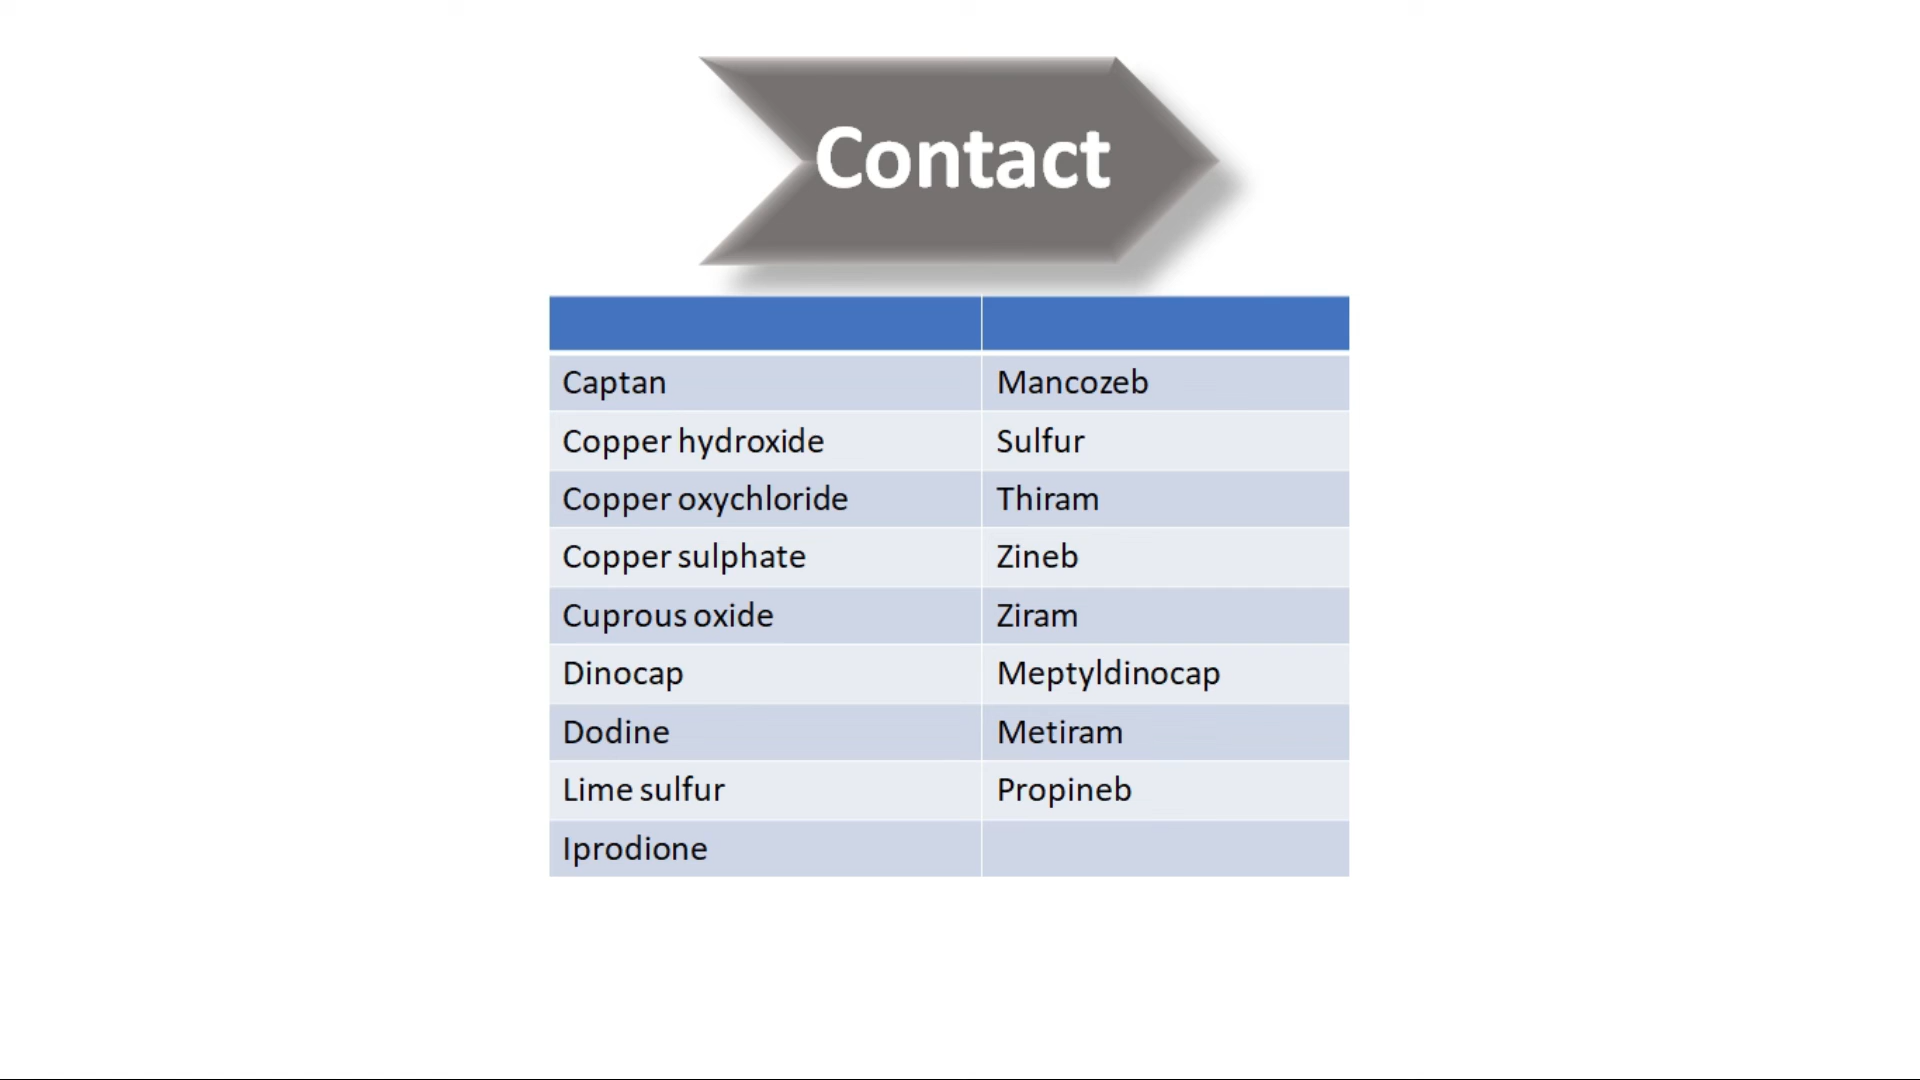 Contact
Captan Mancozeb
Copper hydroxide Sulfur
Copper oxychloride Thiram
Copper sulphate Zineb
Cuprous oxide Ziram
Dinocap Meptyldinocap
Dodine Metiram
Lime sulfur Propineb
Iprodione